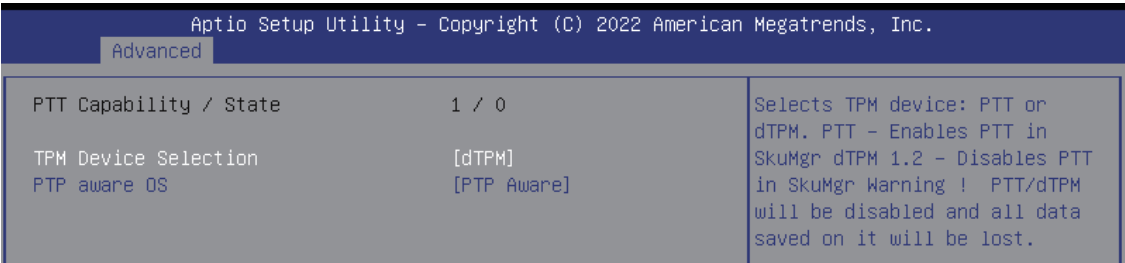 Aptio Setup Utility – Copyright (C) 2022 American Megatrends, Inc.
Advanced
PTT Capability / State 1 / 0
TPM Device Selection [dTPM]
PTP aware OS [PTP Aware]
Selects TPM device: PTT or
dTPM. PTT – Enables PTT in
SkuMgr dTPM 1.2 – Disables PTT
in SkuMgr Warning ! PTT/dTPM
will be disabled and all data
saved on it will be lost.